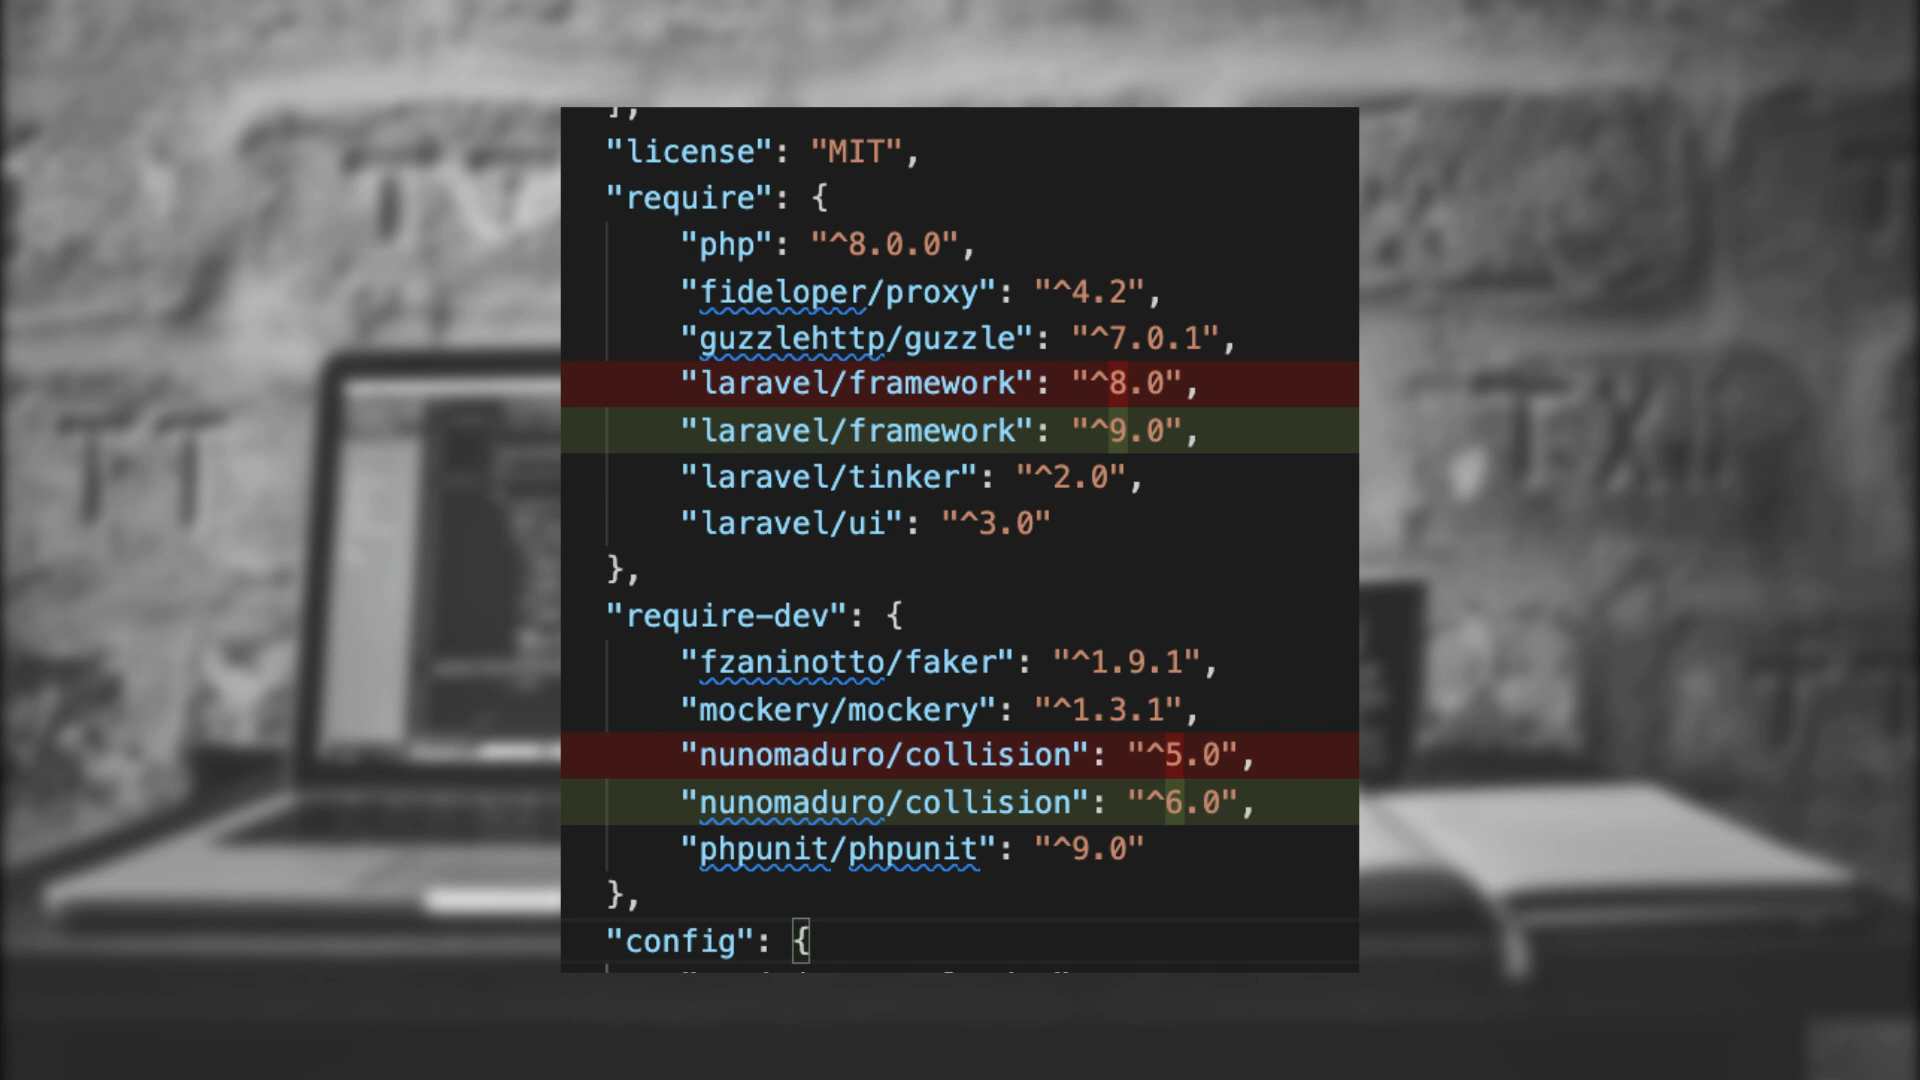 ],
"license": "MIT",
"require": {
"php": "^8.0.0",
"fideloper/proxy": "^4.2",
"guzzlehttp/guzzle": "^7.0.1",
"laravel/framework": "^8.0",
"laravel/framework": "^9.0",
"laravel/tinker": "^2.0",
"laravel/ui": "^3.0"
},
"require-dev": {
"fzaninotto/faker": "^1.9.1",
"mockery/mockery": "^1.3.1",
"nunomaduro/collision": "^5.0",
"nunomaduro/collision": "^6.0",
"phpunit/phpunit": "^9.0"
},
"config": {